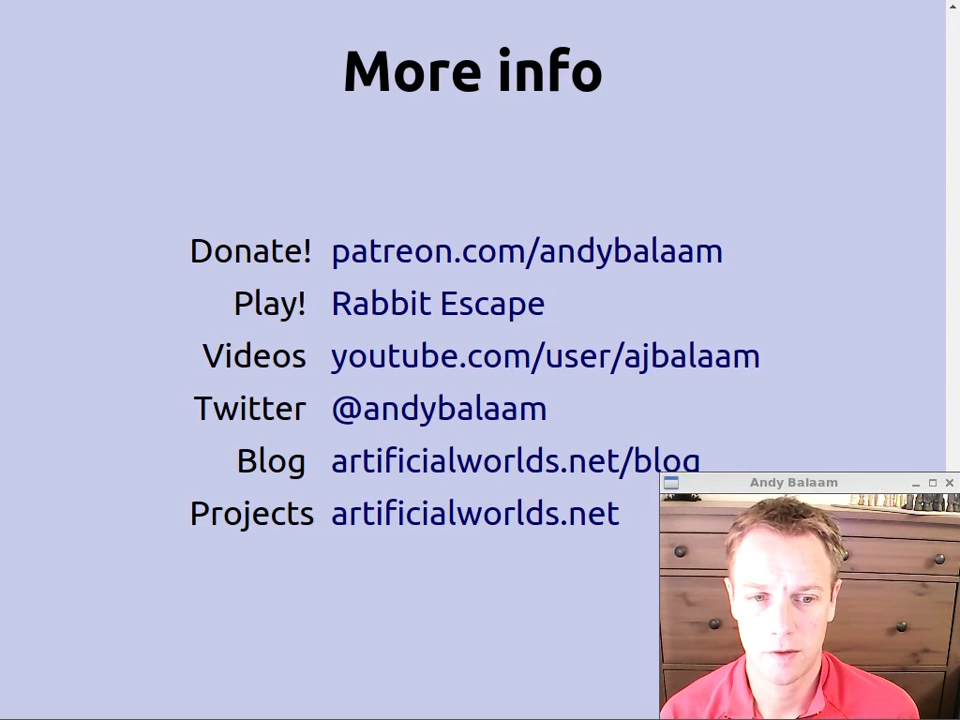 More info
Donate! patreon.com/andybalaam
Play! Rabbit Escape
Videos youtube.com/user/ajbalaam
Twitter @andybalaam
Blog artificialworlds.net/blog
Andy Balaam
Projects artificialworlds.net